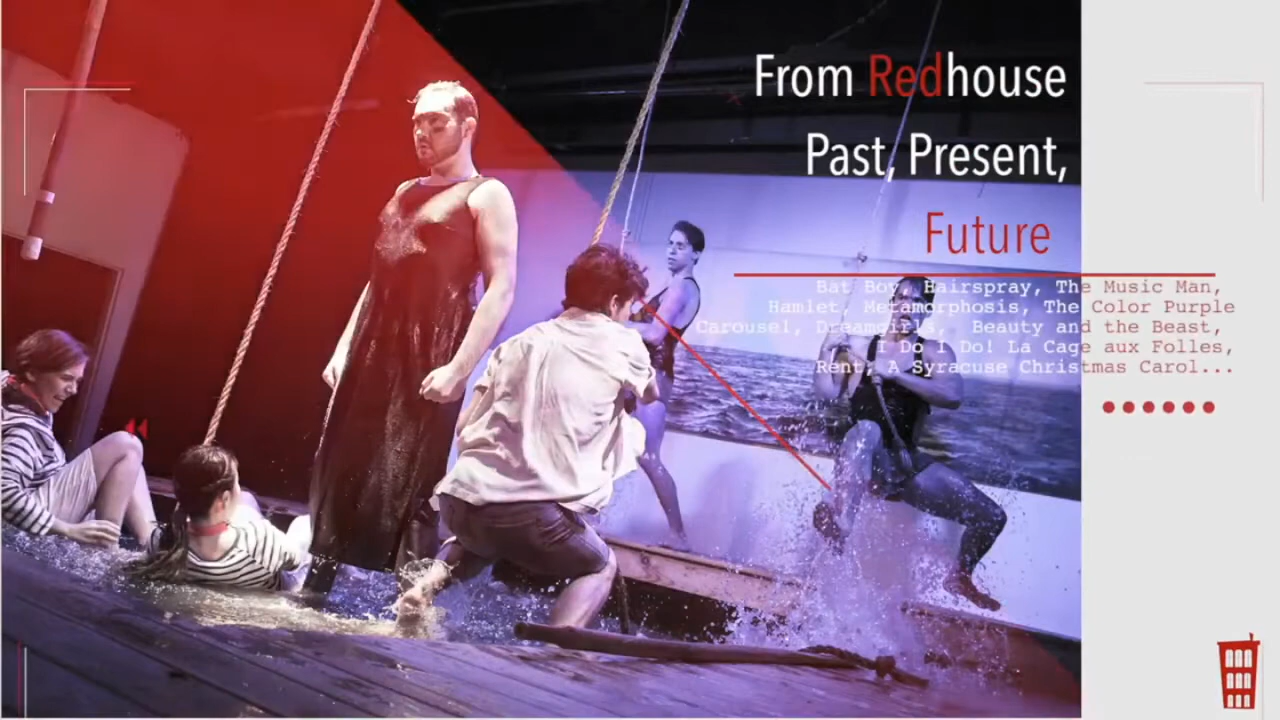 From Redhouse
Past, Present,
Future
Bat Boy, Hairspray, The Music Man,
Hamlet, Metamorphosis, The Color Purple
Carousel, Dreamgirls, Beauty and the Beast,
I Do I Do! La Cage aux Folles,
Rent, A Syracuse Christmas Carol...